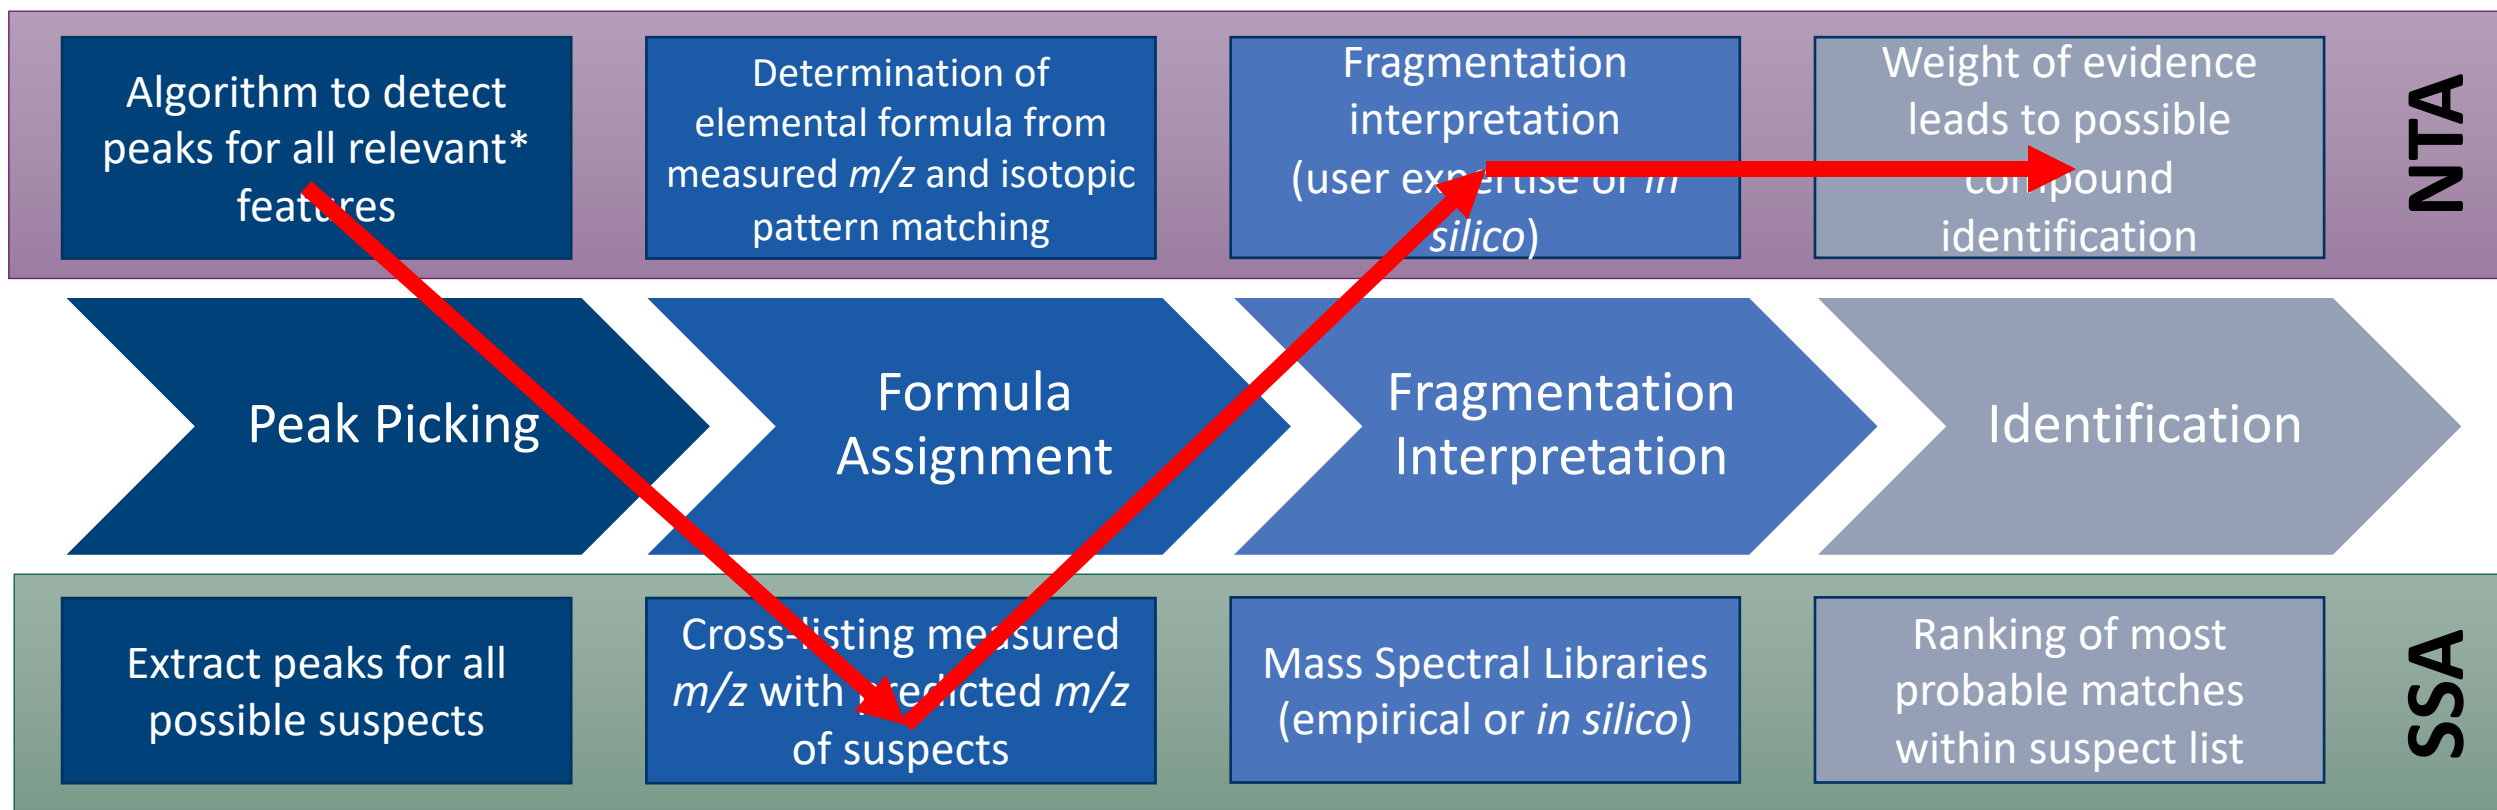 Algorithm to detect
peaks for all relevant*
features
Determination of
elemental formula from
measured m/z and isotopic
pattern matching
Fragmentation
interpretation
(user expertise or in
silico)
Weight of evidence
leads to possible
compound
identification
NTA
Peak Picking
Formula
Assignment
Fragmentation
Interpretation
Identification
Extract peaks for all
possible suspects
Cross-listing measured
m/z with predicted m/z
of suspects
Mass Spectral Libraries
(empirical or in silico)
Ranking of most
probable matches
within suspect list
SSA